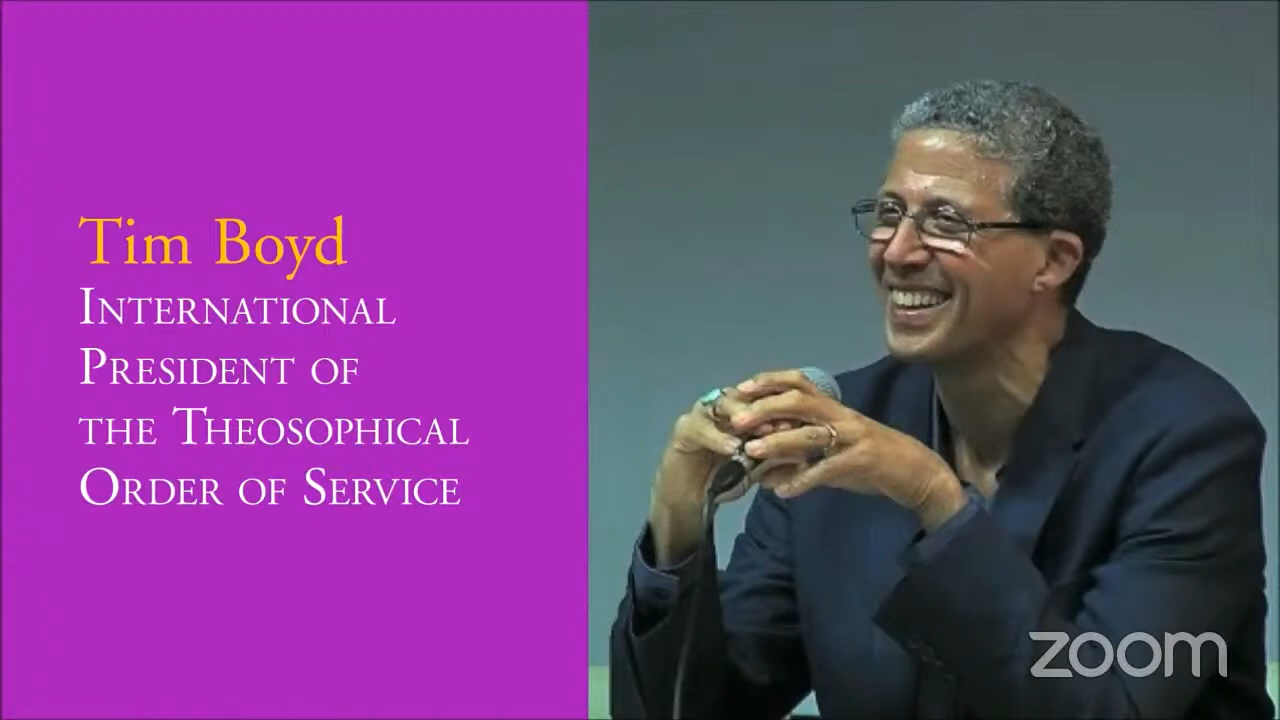 Tim Boyd
International
President of
the Theosophical
Order of Service
zoom